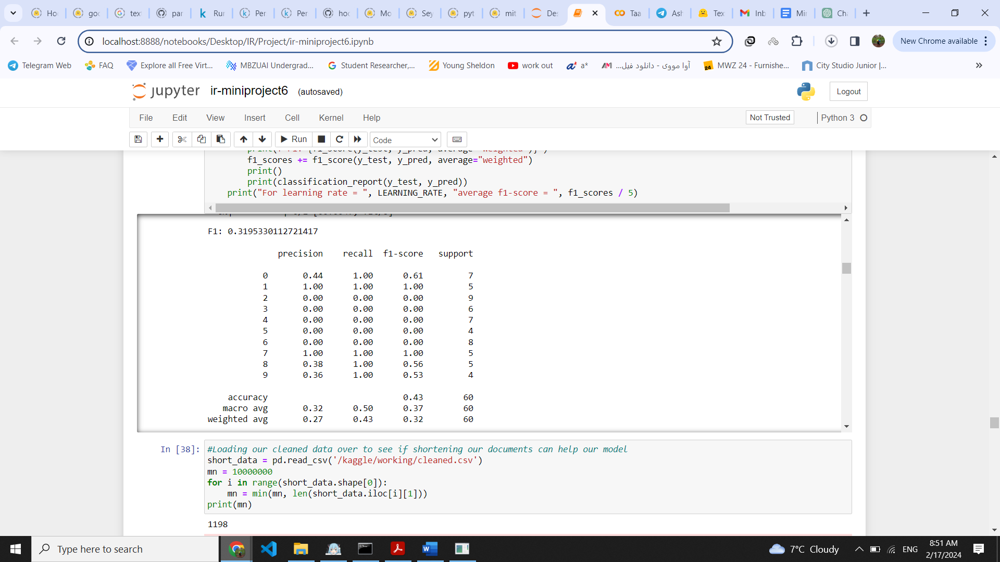 Ho
goo
tex
par
Rur
Per
Per
hoo
Mo
Sey
pyt
mit
Des
Taa
Ash
Tex
Inb
Mir
Cha
localhost:8888/notebooks/Desktop/IR/Project/ir-miniproject6.ipynb
New Chrome available
Telegram Web
FAQ
Explore all Free Virt...
MBZUAI Undergrad...
Student Researcher,...
Young Sheldon
work out
a*
آوا مووی - دانلود فیل...
MWZ 24 - Furnishe...
City Studio Junior |...
jupyter ir-miniproject6 (autosaved)
Logout
File Edit View Insert Cell Kernel Help
Not Trusted
Python 3
Run
Code
f1_scores += f1_score(y_test, y_pred, average="weighted")
print()
print(classification_report(y_test, y_pred))
print("For learning rate = ", LEARNING_RATE, "average f1-score = ", f1_scores / 5)
F1: 0.3195330112721417
precision recall f1-score support
0 0.44 1.00 0.61 7
1 1.00 1.00 1.00 5
2 0.00 0.00 0.00 9
3 0.00 0.00 0.00 6
4 0.00 0.00 0.00 7
5 0.00 0.00 0.00 4
6 0.00 0.00 0.00 8
7 1.00 1.00 1.00 5
8 0.38 1.00 0.56 5
9 0.36 1.00 0.53 4
accuracy 0.43 60
macro avg 0.32 0.50 0.37 60
weighted avg 0.27 0.43 0.32 60
In [38]:
#Loading our cleaned data over to see if shortening our documents can help our model
short_data = pd.read_csv('/kaggle/working/cleaned.csv')
mn = 10000000
for i in range(short_data.shape[0]):
mn = min(mn, len(short_data.iloc[i][1]))
print(mn)
1198
Type here to search
7°C Cloudy
ENG
8:51 AM
2/17/2024